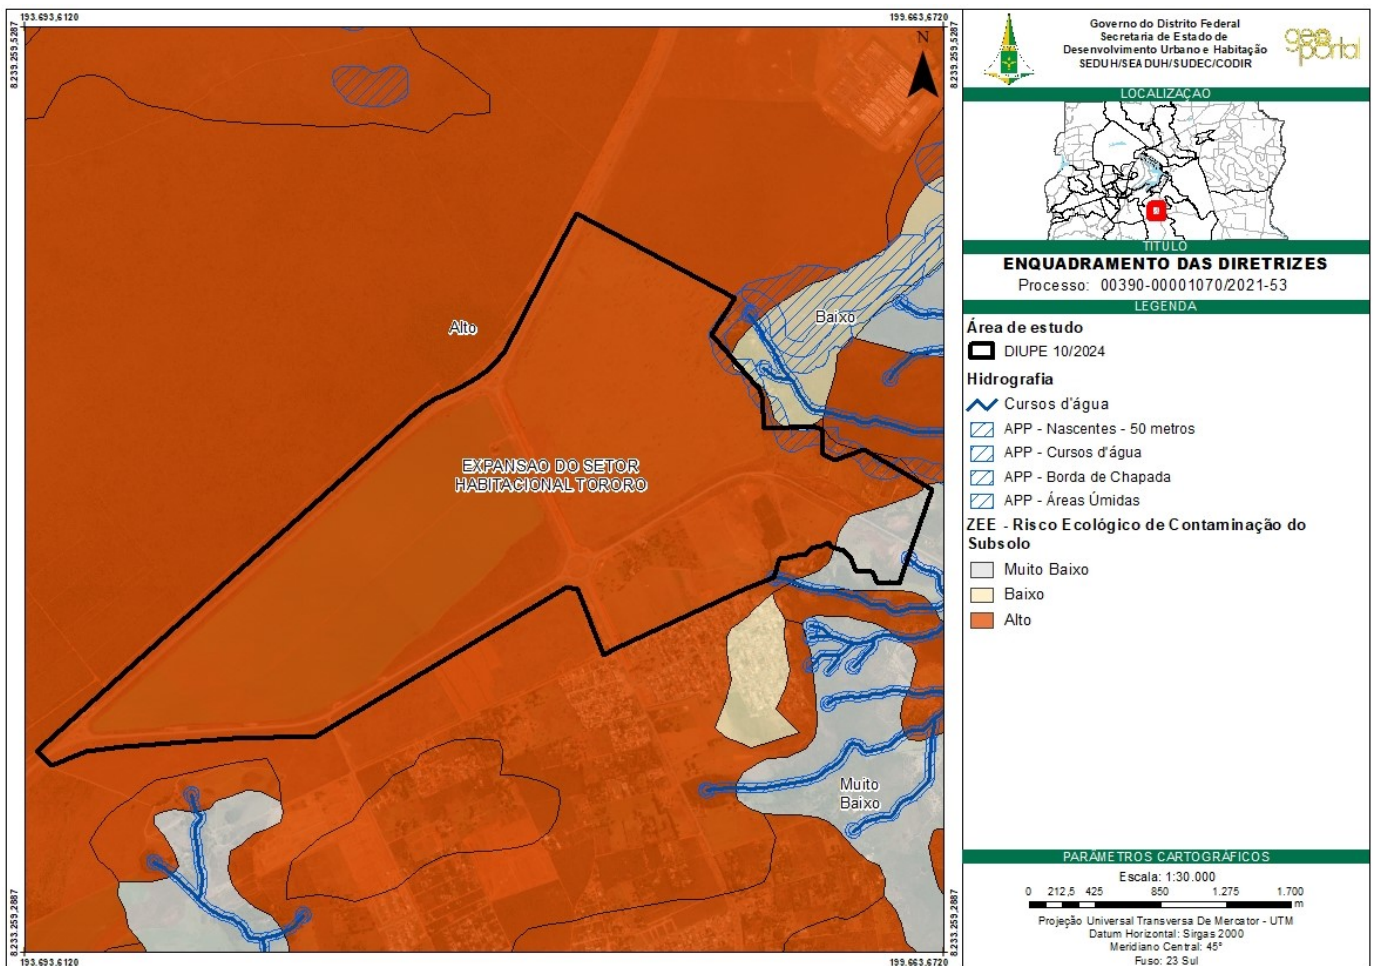 193.693,6120
199.663,6720
8.239.259,5287
8.239.259,5287
N
Alto
Baixo
EXPANSAO DO SETOR
HABITACIONAL TORORO
Muito
Baixo
8.233.259,2887
8.233.259,2887
193.693,6120
199.663,6720
Governo do Distrito Federal
Secretaria de Estado de
Desenvolvimento Urbano e Habitação
SEDUH/SEADUH/SUDEC/CODIR
geo
portal
LOCALIZAÇAO
TITULO
ENQUADRAMENTO DAS DIRETRIZES
Processo: 00390-00001070/2021-53
LEGENDA
Área de estudo
DIUPE 10/2024
Hidrografia
Cursos d'água
APP - Nascentes - 50 metros
APP - Cursos d'água
APP - Borda de Chapada
APP - Áreas Úmidas
ZEE - Risco Ecológico de Contaminação do
Subsolo
Muito Baixo
Baixo
Alto
PARÂMETROS CARTOGRÁFICOS
Escala: 1:30.000
0 212,5 425 850 1.275 1.700
m
Projeção Universal Transversa De Mercator - UTM
Datum Horizontal: Sirgas 2000
Meridiano Central: 45°
Fuso: 23 Sul